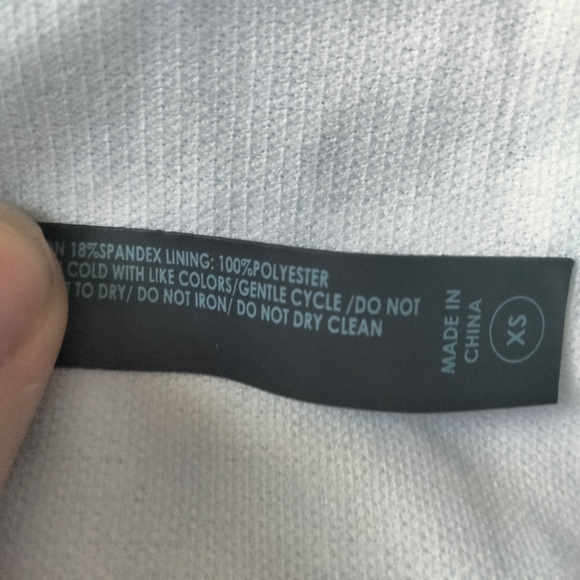 18%SPANDEX LINING: 100%POLYESTER
COLD WITH LIKE COLORS/GENTLE CYCLE /DO NOT
TO DRY/ DO NOT IRON/ DO NOT DRY CLEAN
MADE IN
CHINA
XS